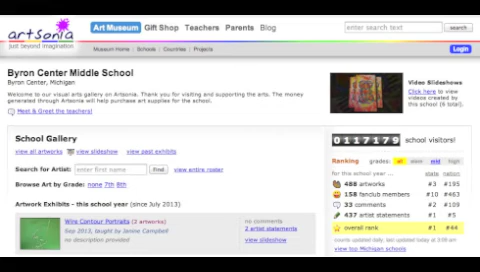 artsonia
just beyond imagination
Art Museum Gift Shop Teachers Parents Blog
enter search text search
Museum Home | Schools | Countries | Projects
Login
Byron Center Middle School
Byron Center, Michigan
Welcome to our visual arts gallery on Artsonia. Thank you for visiting and supporting the arts. The money
generated through Artsonia will help purchase art supplies for the school.
Meet & Greet the teachers!
Video Slideshows
Click here to view
videos created by
this school (6 total).
School Gallery
view all artworks view slideshow view past exhibits
Search for Artist: enter first name Find view entire roster
Browse Art by Grade: none 7th 8th
Artwork Exhibits - this school year (since July 2013)
Wire Contour Portraits (2 artworks)
Sep 2013, taught by Janine Campbell
no description provided
no comments
2 artist statements
view slideshow
0117179 school visitors!
Ranking grades: all elem mid high
for this school year ... state nation
488 artworks #3 #195
158 fanclub members #10 #463
33 comments #2 #109
437 artist statements #1 #5
overall rank #1 #44
counts updated daily, last updated today at 3:00 am
view top Michigan schools